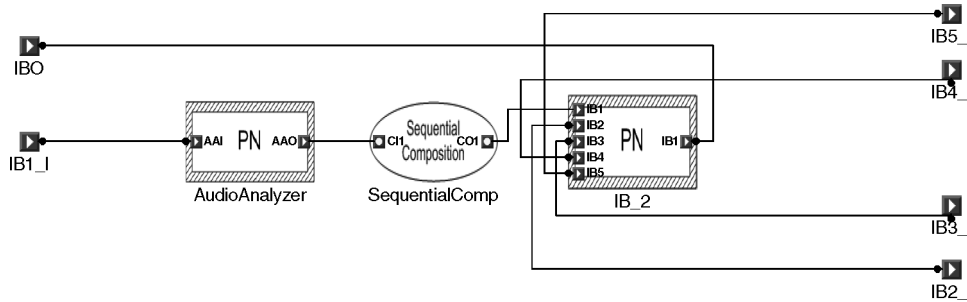 IB5_
IBO
IB4_
IB1_I
AAI PN AAO
AudioAnalyzer
CI1 Sequential Composition CO1
SequentialComp
IB1
IB2
IB3
IB4
IB5
PN
IB1
IB_2
IB3_
IB2_